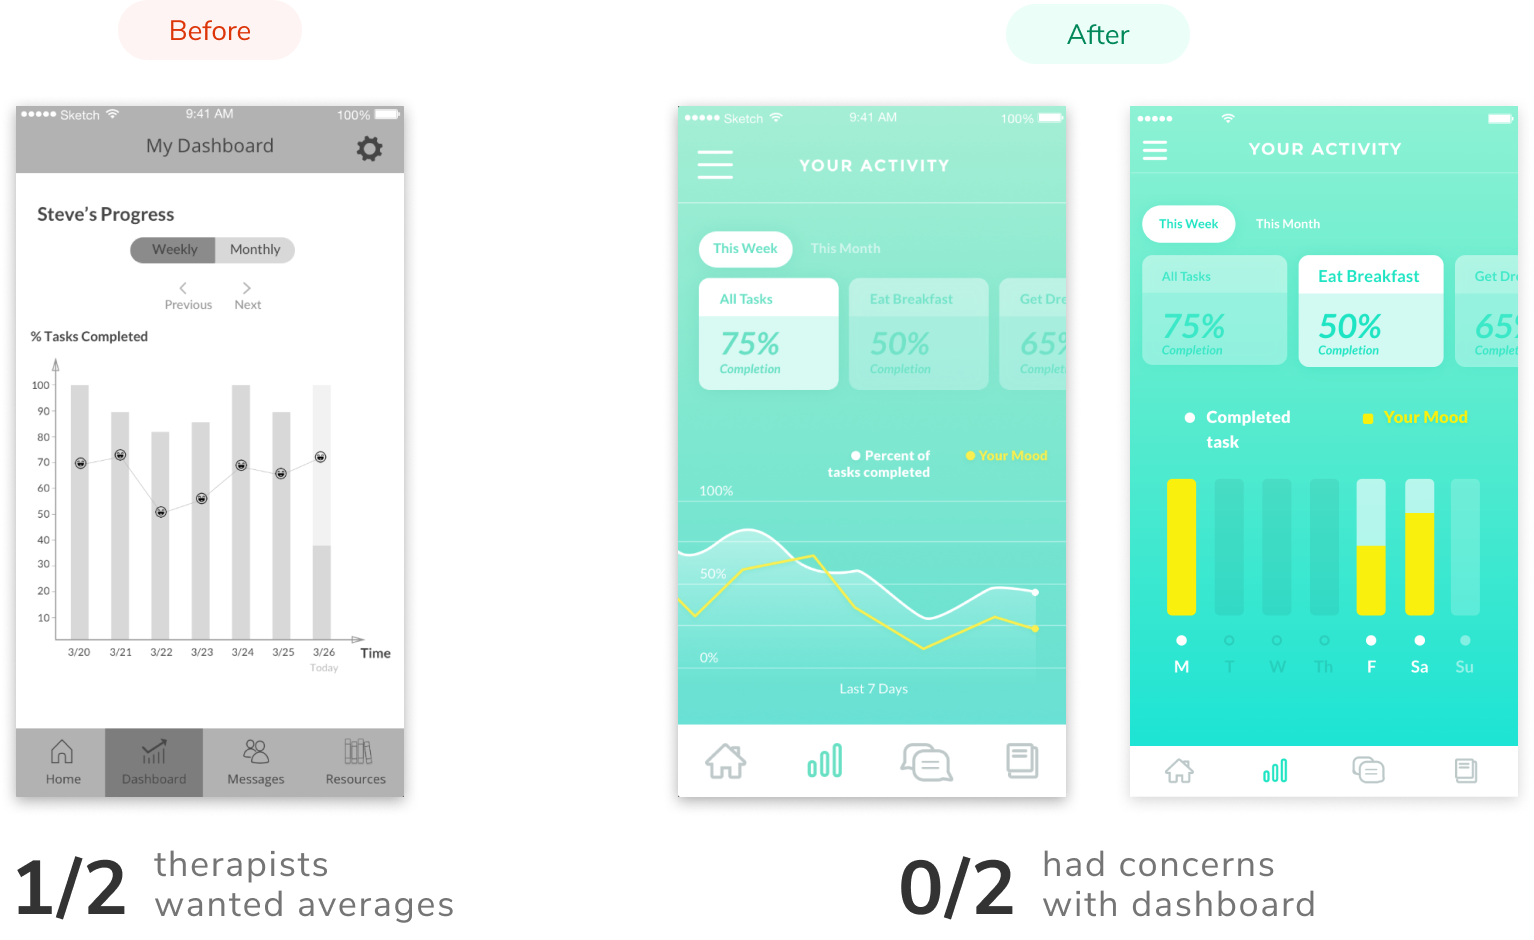 Before
After
Sketch
9:41 AM
100%
My Dashboard
Steve's Progress
Weekly
Monthly
Previous
Next
% Tasks Completed
100
90
80
70
60
50
40
30
20
10
3/20
3/21
3/22
3/23
3/24
3/25
3/26
Today
Time
Home
Dashboard
Messages
Resources
Sketch
9:41 AM
100%
YOUR ACTIVITY
This Week
This Month
All Tasks
75%
Completion
Eat Breakfast
50%
Completion
Get Dre
65%
Complet
Percent of
tasks completed
Your Mood
100%
50%
0%
Last 7 Days
YOUR ACTIVITY
This Week
This Month
All Tasks
75%
Completion
Eat Breakfast
50%
Completion
Get Dre
65%
Complet
Completed
task
Your Mood
M
T
W
Th
F
Sa
Su
1/2
therapists
wanted averages
0/2
had concerns
with dashboard